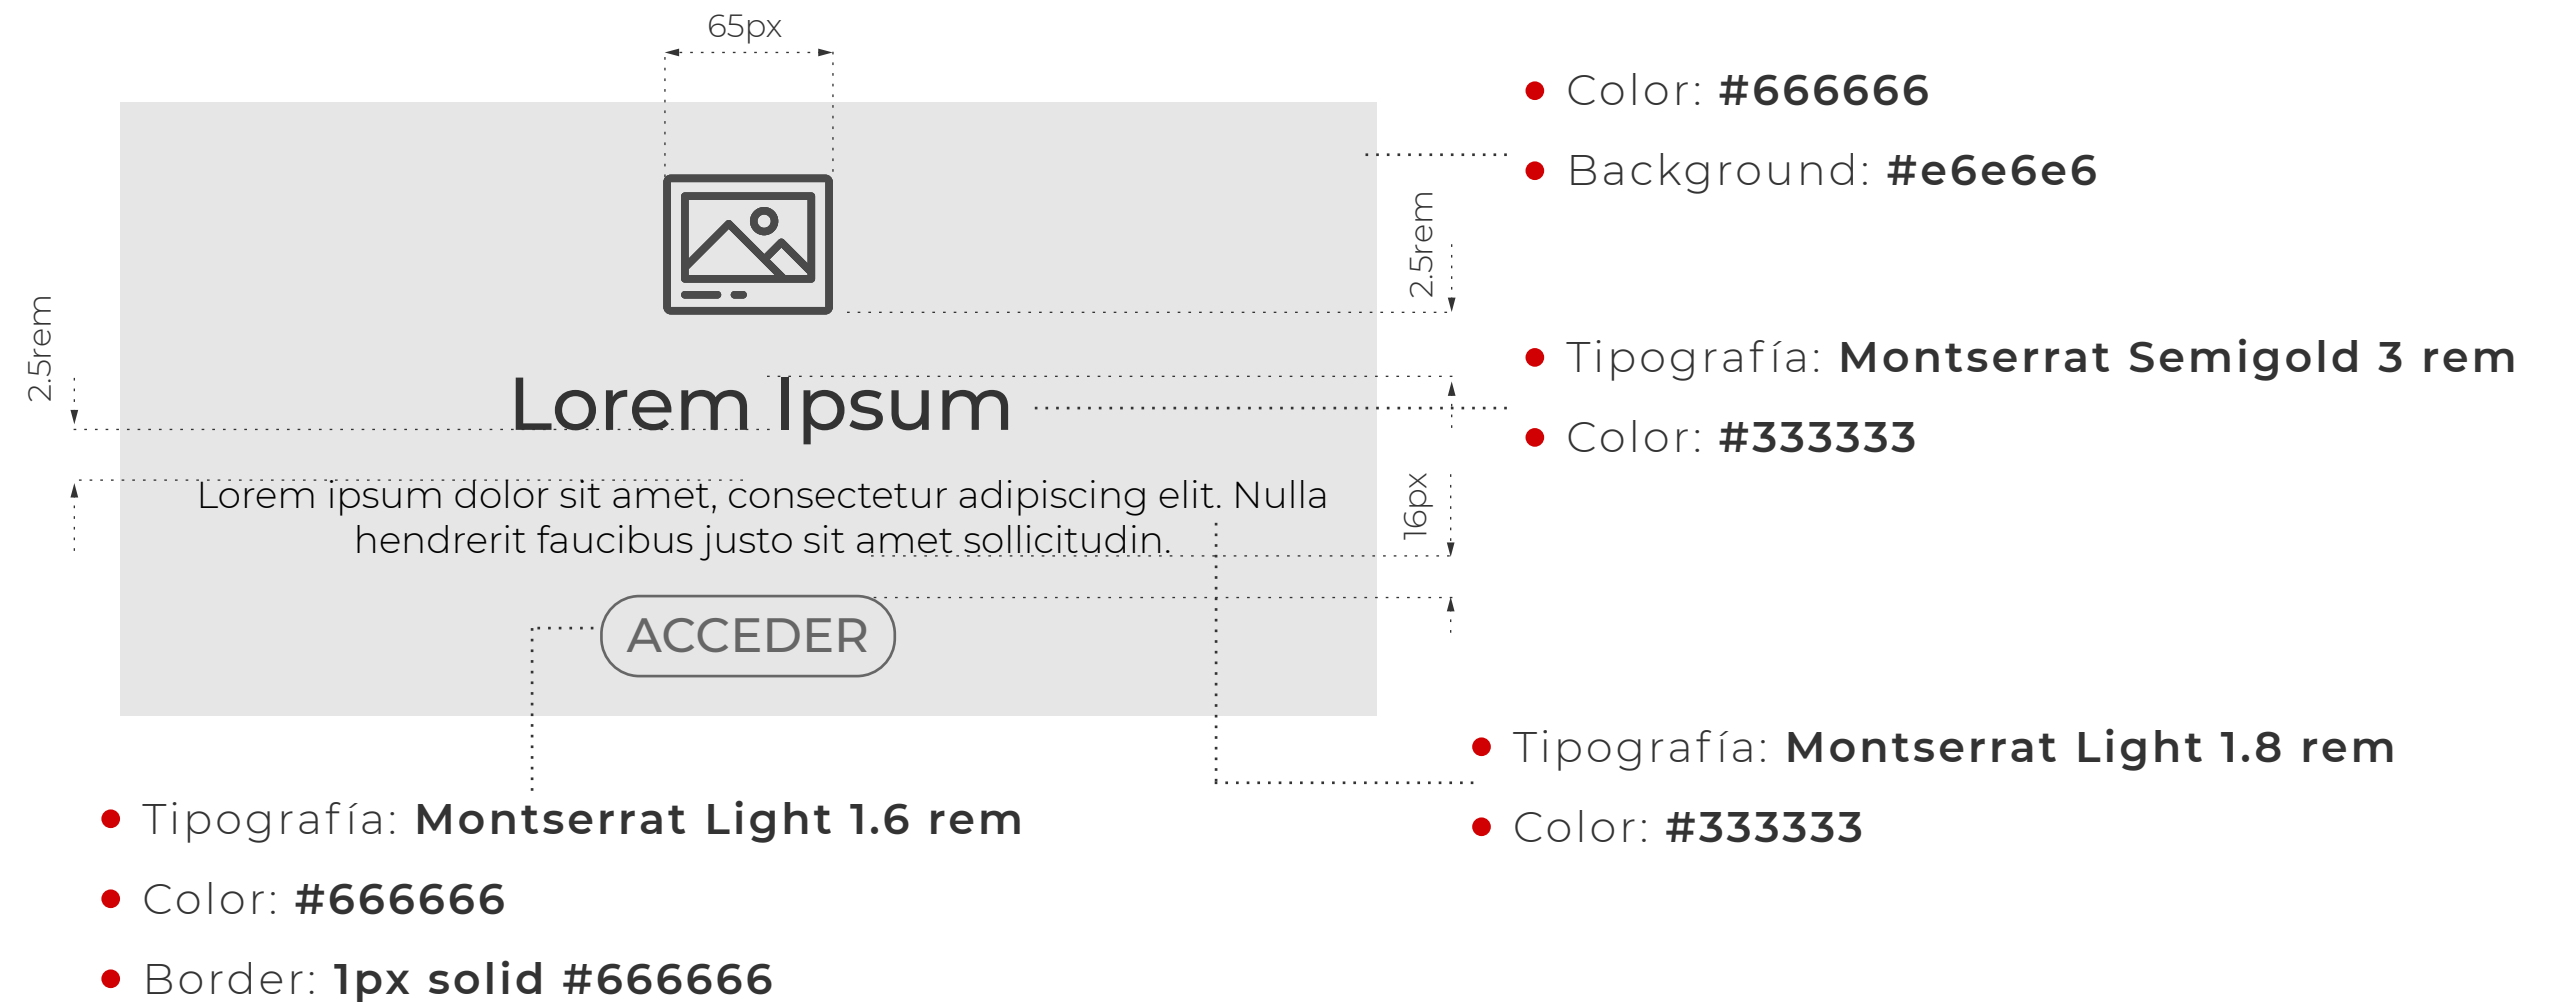 65px
Color: #666666
Background: #e6e6e6
2.5rem
2.5rem
Tipografía: Montserrat Semigold 3 rem
Lorem Ipsum
Color: #333333
Lorem ipsum dolor sit amet, consectetur adipiscing elit. Nulla
hendrerit faucibus justo sit amet sollicitudin.
16px
ACCEDER
Tipografía: Montserrat Light 1.8 rem
Color: #333333
Tipografía: Montserrat Light 1.6 rem
Color: #666666
Border: 1px solid #666666